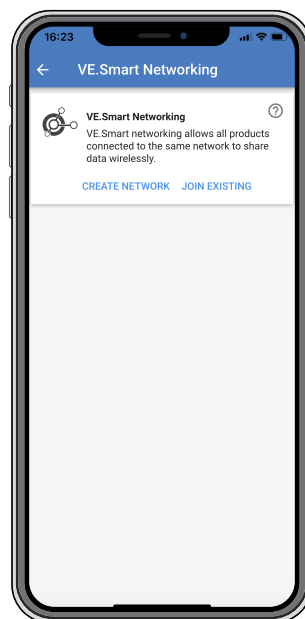 16:23
VE.Smart Networking
VE.Smart Networking
VE.Smart networking allows all products
connected to the same network to share
data wirelessly.
CREATE NETWORK JOIN EXISTING